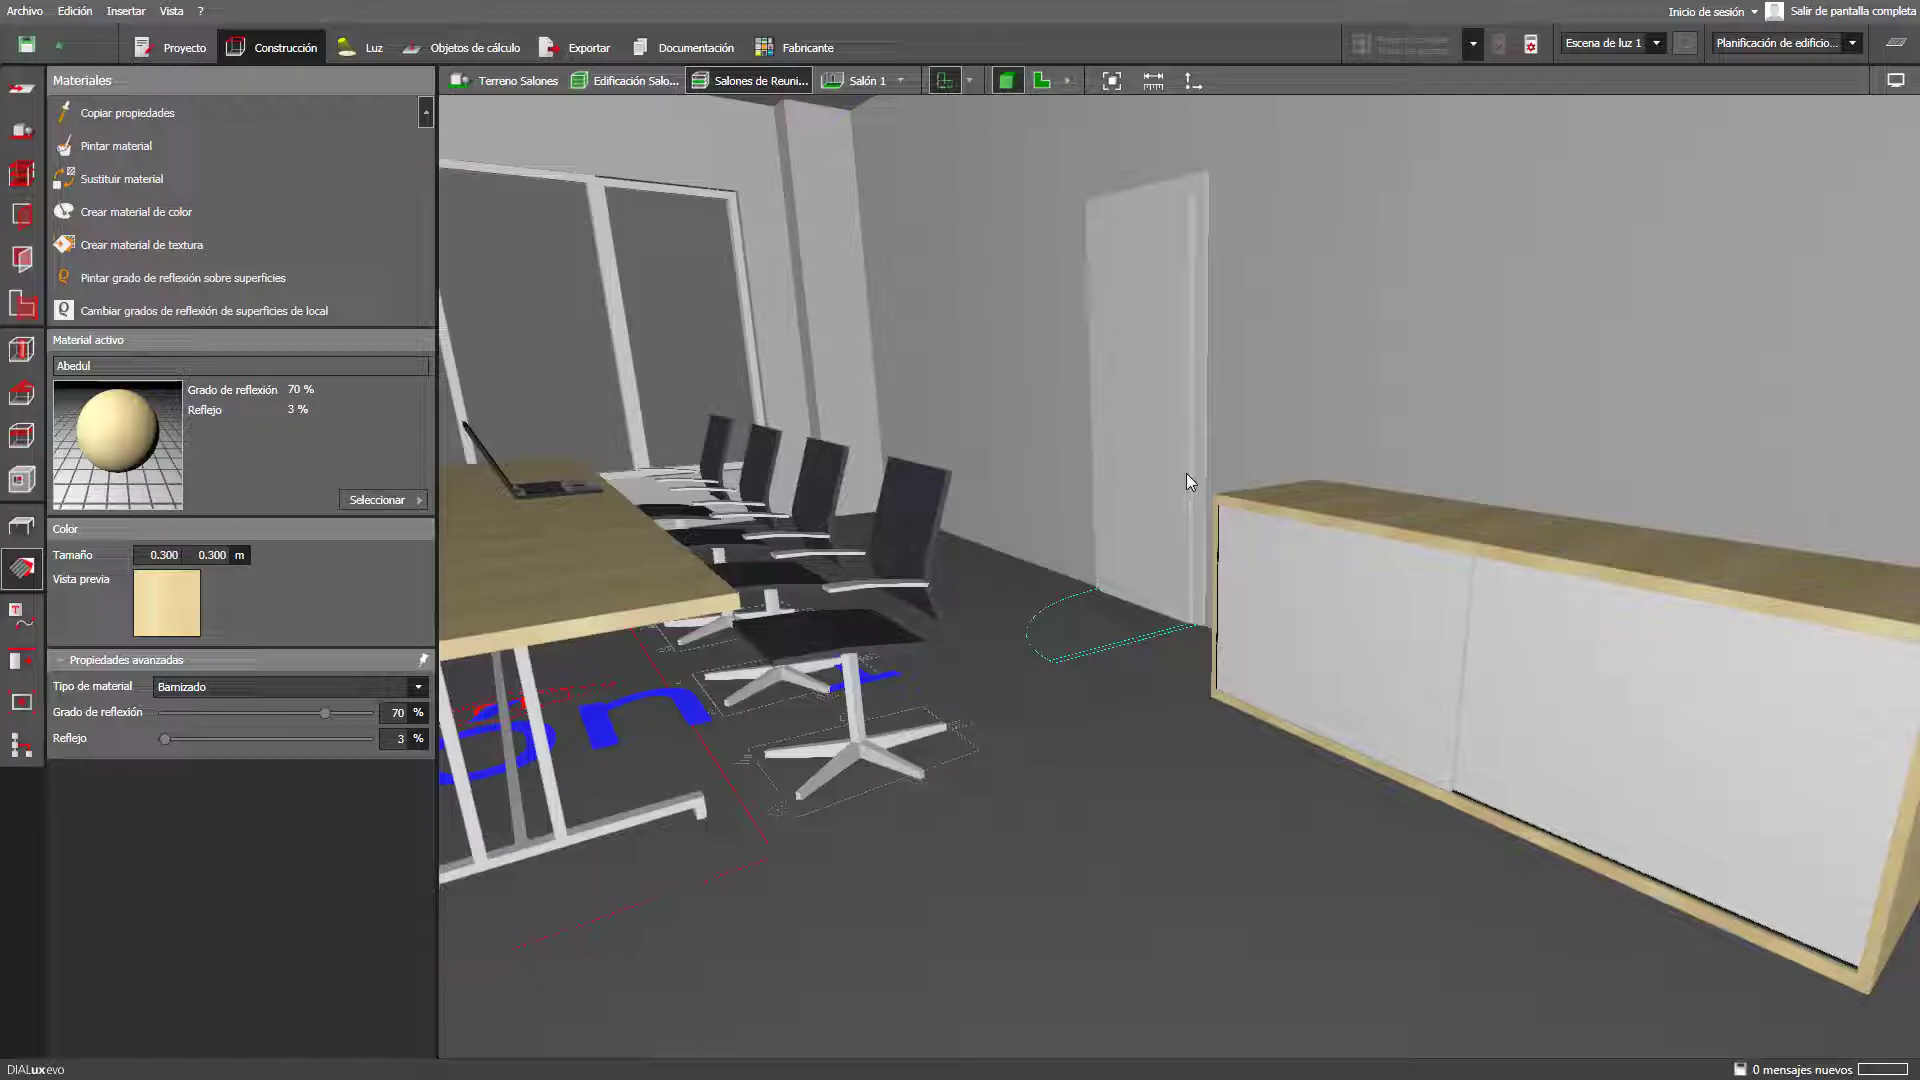 Archivo Edición Insertar Vista ?
Inicio de sesión Salir de pantalla completa
Proyecto Construcción Luz Objetos de cálculo Exportar Documentación Fabricante
Escena de luz 1 Planificación de edificio...
Terreno Salones Edificación Salo... Salones de Reuni... Salón 1
Materiales
Copiar propiedades
Pintar material
Sustituir material
Crear material de color
Crear material de textura
Pintar grado de reflexión sobre superficies
Cambiar grados de reflexión de superficies de local
Material activo
Abedul
Grado de reflexión 70 %
Reflejo 3 %
Seleccionar
Color
Tamaño 0.300 0.300 m
Vista previa
Propiedades avanzadas
Tipo de material Barnizado
Grado de reflexión 70 %
Reflejo 3 %
DIALux evo
0 mensajes nuevos